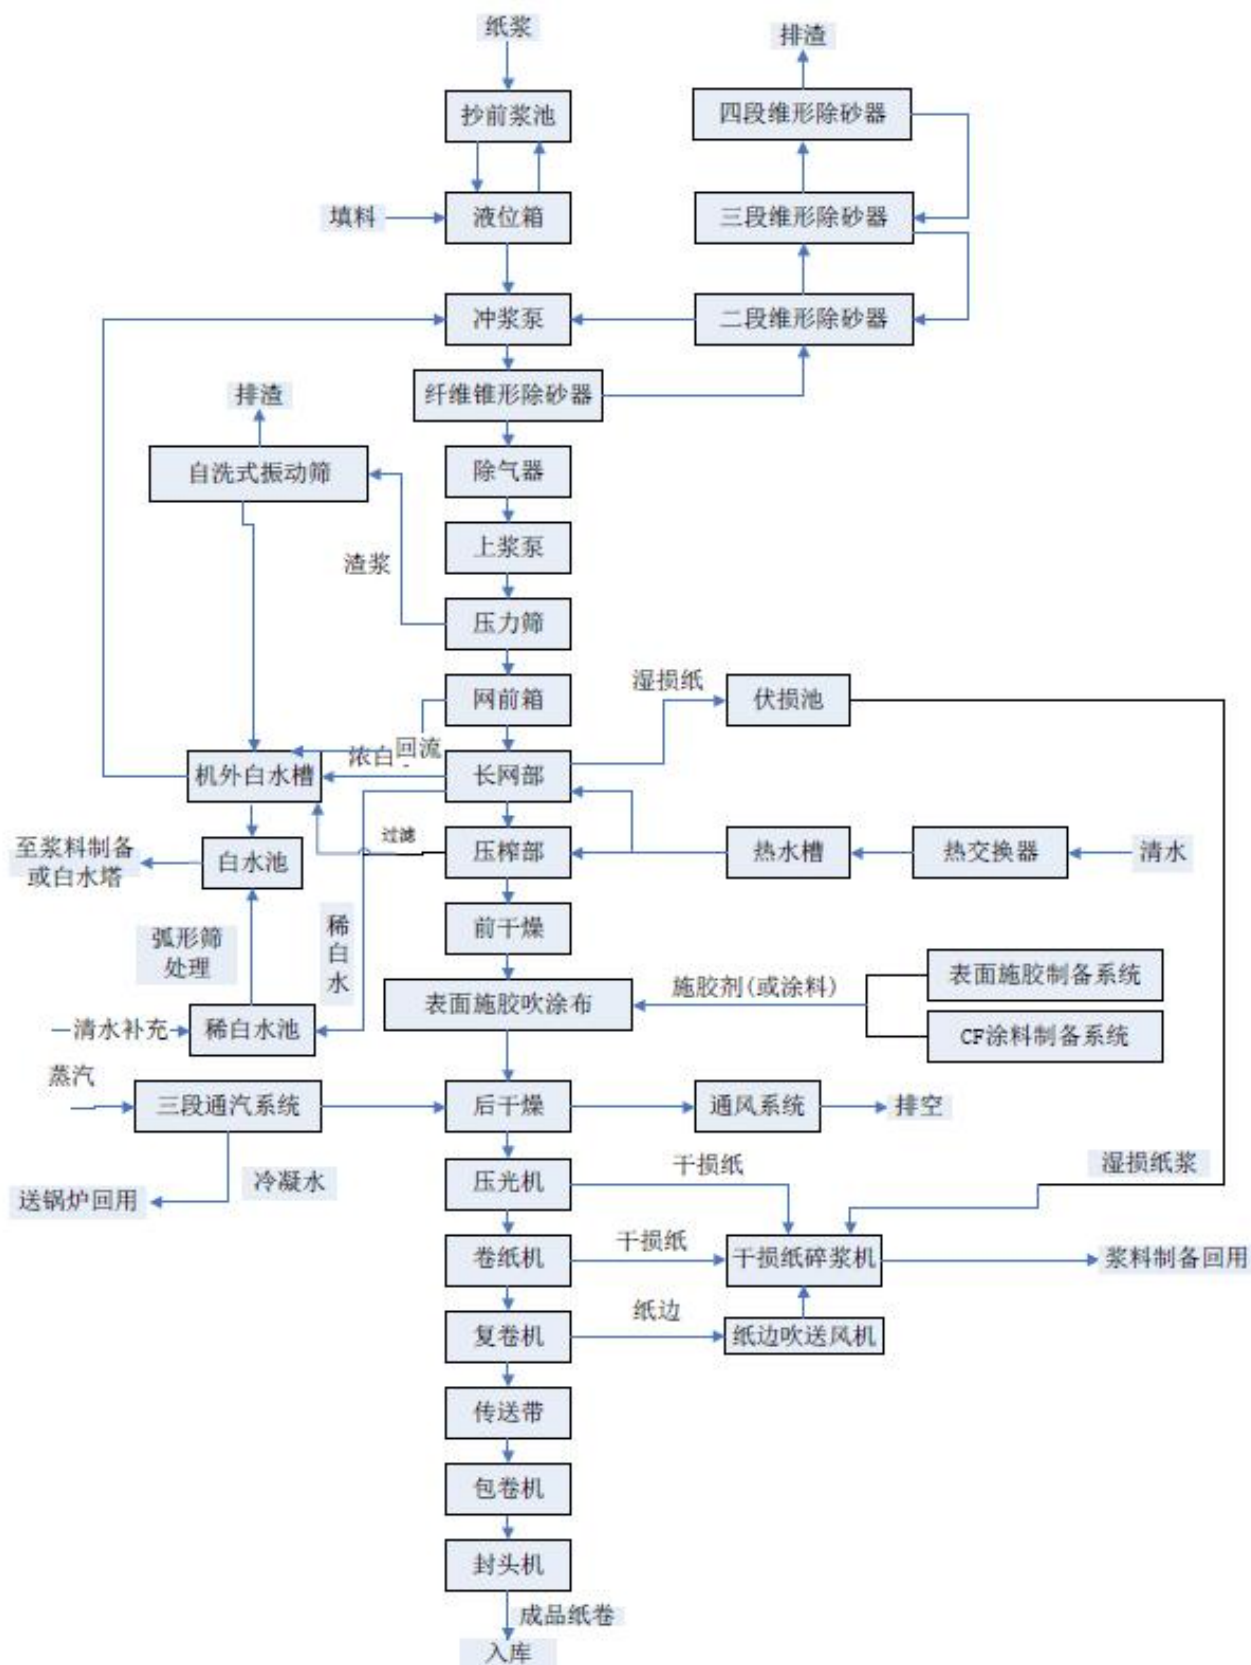 纸浆
排渣
抄前浆池
四段维形除砂器
填料
液位箱
三段维形除砂器
冲浆泵
二段维形除砂器
排渣
纤维锥形除砂器
自洗式振动筛
除气器
上浆泵
渣浆
压力筛
湿损纸
网前箱
伏损池
浓白
回流
机外白水槽
长网部
过滤
至浆料制备
或白水塔
白水池
压榨部
热水槽
热交换器
清水
弧形筛
处理
稀
白
水
前干燥
表面施胶吹涂布
施胶剂(或涂料)
表面施胶制备系统
清水补充
稀白水池
CF涂料制备系统
蒸汽
三段通汽系统
后干燥
通风系统
排空
冷凝水
送锅炉回用
压光机
干损纸
湿损纸浆
卷纸机
干损纸
干损纸碎浆机
浆料制备回用
复卷机
纸边
纸边吹送风机
传送带
包卷机
封头机
成品纸卷
入库